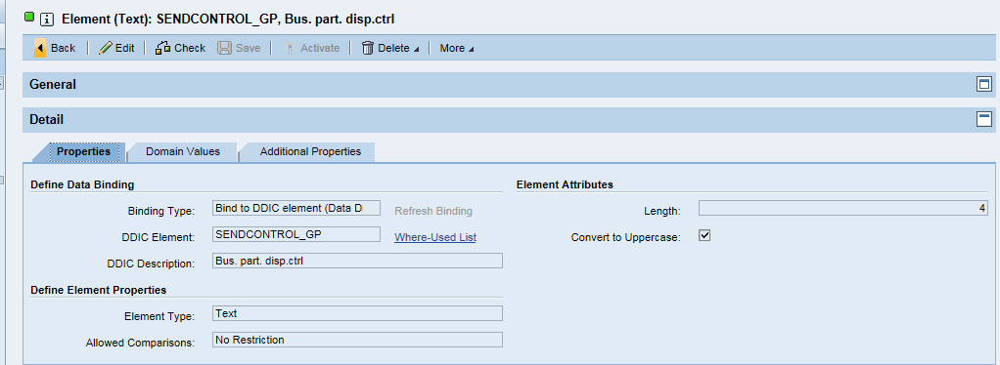 Element (Text): SENDCONTROL_GP, Bus. part. disp.ctrl
Back Edit Check Save Activate Delete More
General
Detail
Properties Domain Values Additional Properties
Define Data Binding Element Attributes
Binding Type: Bind to DDIC element (Data D Refresh Binding Length: 4
DDIC Element: SENDCONTROL_GP Where-Used List Convert to Uppercase:
DDIC Description: Bus. part. disp.ctrl
Define Element Properties
Element Type: Text
Allowed Comparisons: No Restriction